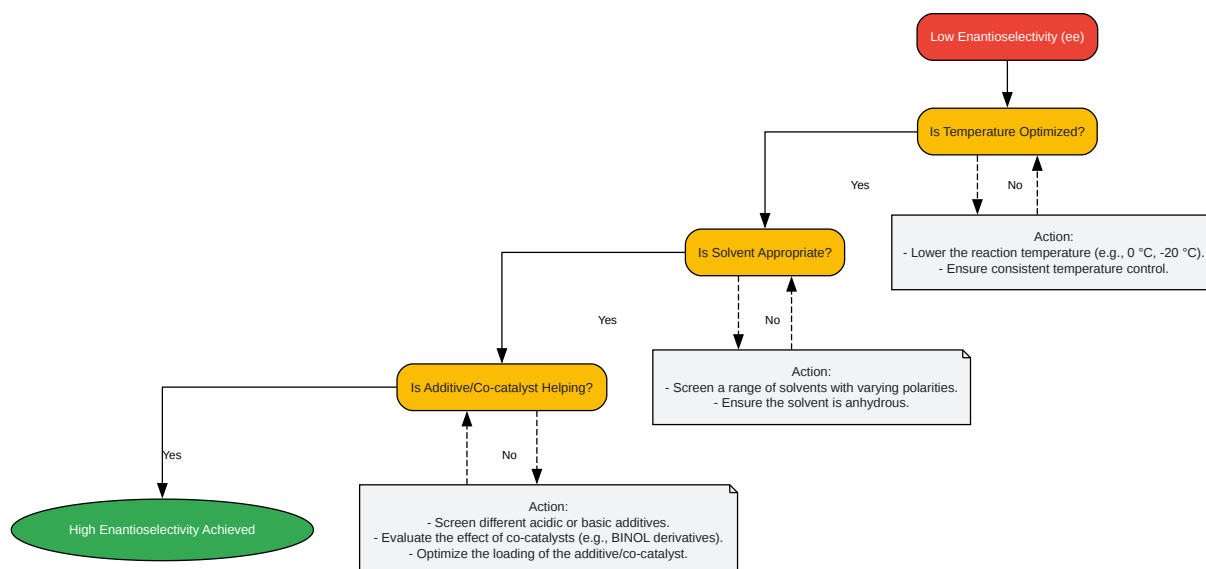 Low Enantioselectivity (ee)
Is Temperature Optimized?
Yes
No
Action:
- Lower the reaction temperature (e.g., 0 °C, -20 °C).
- Ensure consistent temperature control.
Is Solvent Appropriate?
Yes
No
Action:
- Screen a range of solvents with varying polarities.
- Ensure the solvent is anhydrous.
Is Additive/Co-catalyst Helping?
Yes
No
Action:
- Screen different acidic or basic additives.
- Evaluate the effect of co-catalysts (e.g., BINOL derivatives).
- Optimize the loading of the additive/co-catalyst.
High Enantioselectivity Achieved